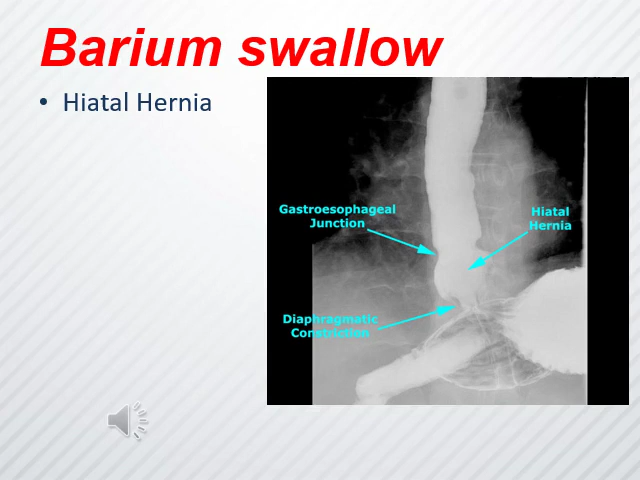 Barium swallow
• Hiatal Hernia
Gastroesophageal
Junction
Hiatal
Hernia
Diaphragmatic
Constriction